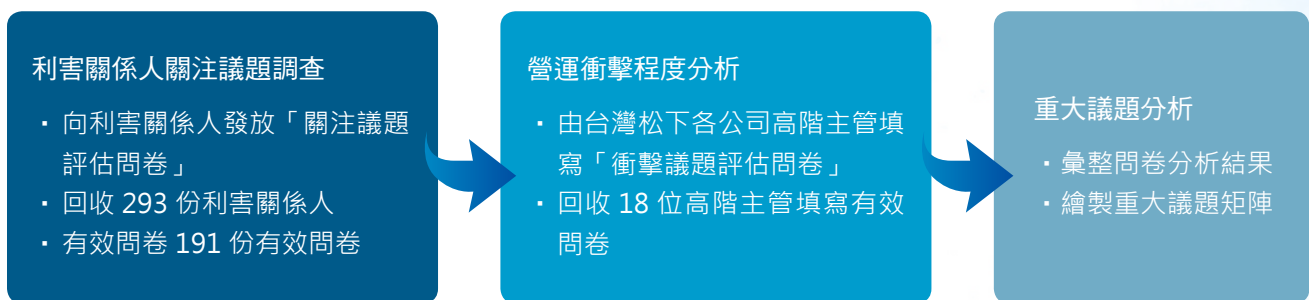 利害關係人關注議題調查
▪ 向利害關係人發放「關注議題
評估問卷」
▪ 回收 293 份利害關係人
▪ 有效問卷 191 份有效問卷
營運衝擊程度分析
▪ 由台灣松下各公司高階主管填
寫「衝擊議題評估問卷」
▪ 回收 18 位高階主管填寫有效
問卷
重大議題分析
▪ 彙整問卷分析結果
▪ 繪製重大議題矩陣